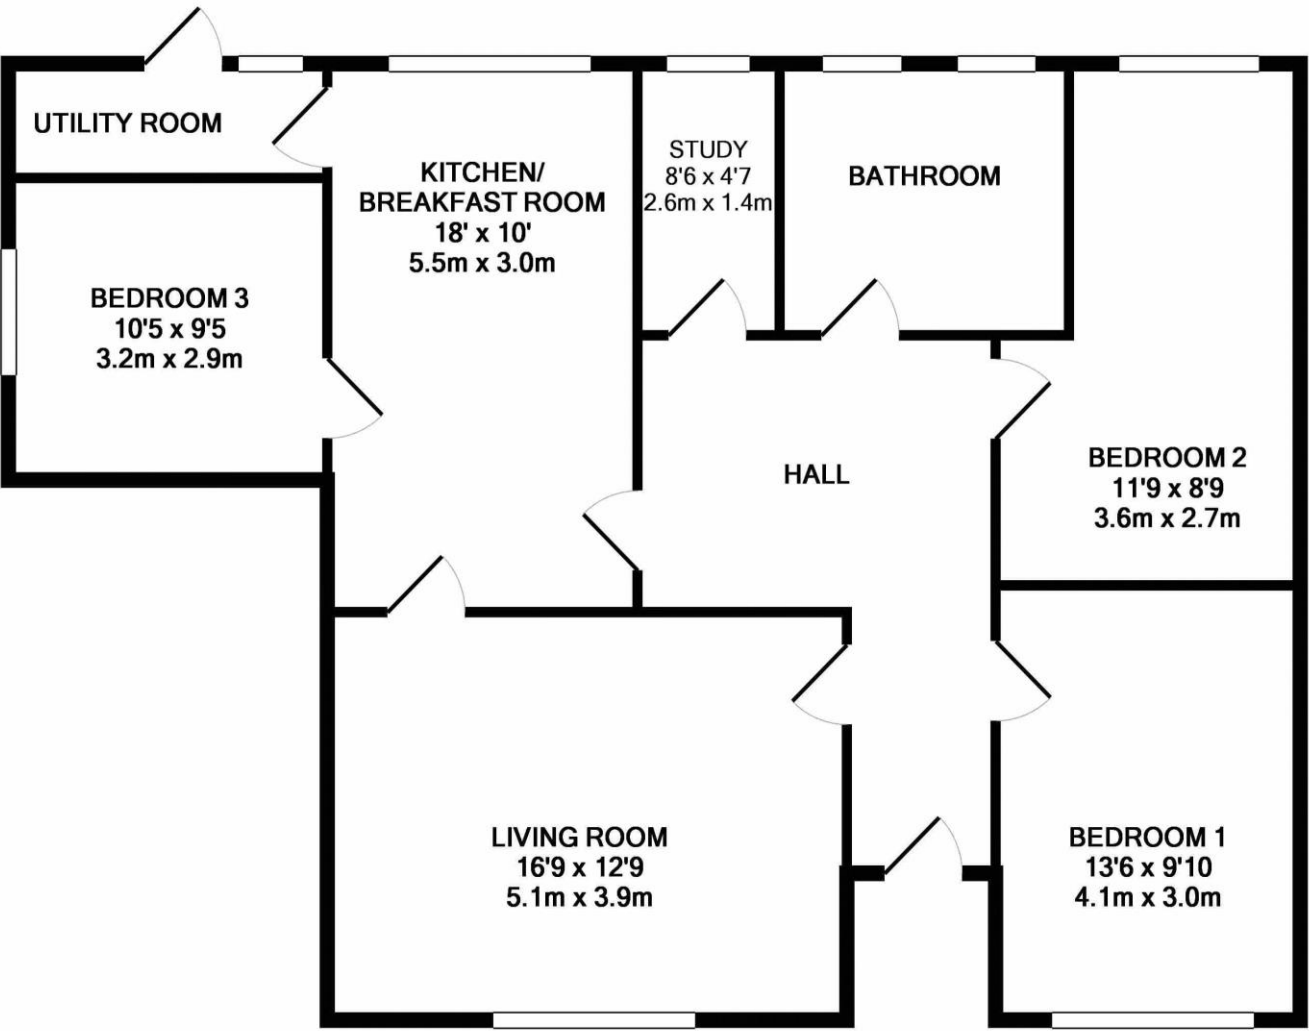 UTILITY ROOM
KITCHEN/
BREAKFAST ROOM
18' x 10'
5.5m x 3.0m
STUDY
8'6 x 4'7
2.6m x 1.4m
BATHROOM
BEDROOM 3
10'5 x 9'5
3.2m x 2.9m
HALL
BEDROOM 2
11'9 x 8'9
3.6m x 2.7m
LIVING ROOM
16'9 x 12'9
5.1m x 3.9m
BEDROOM 1
13'6 x 9'10
4.1m x 3.0m